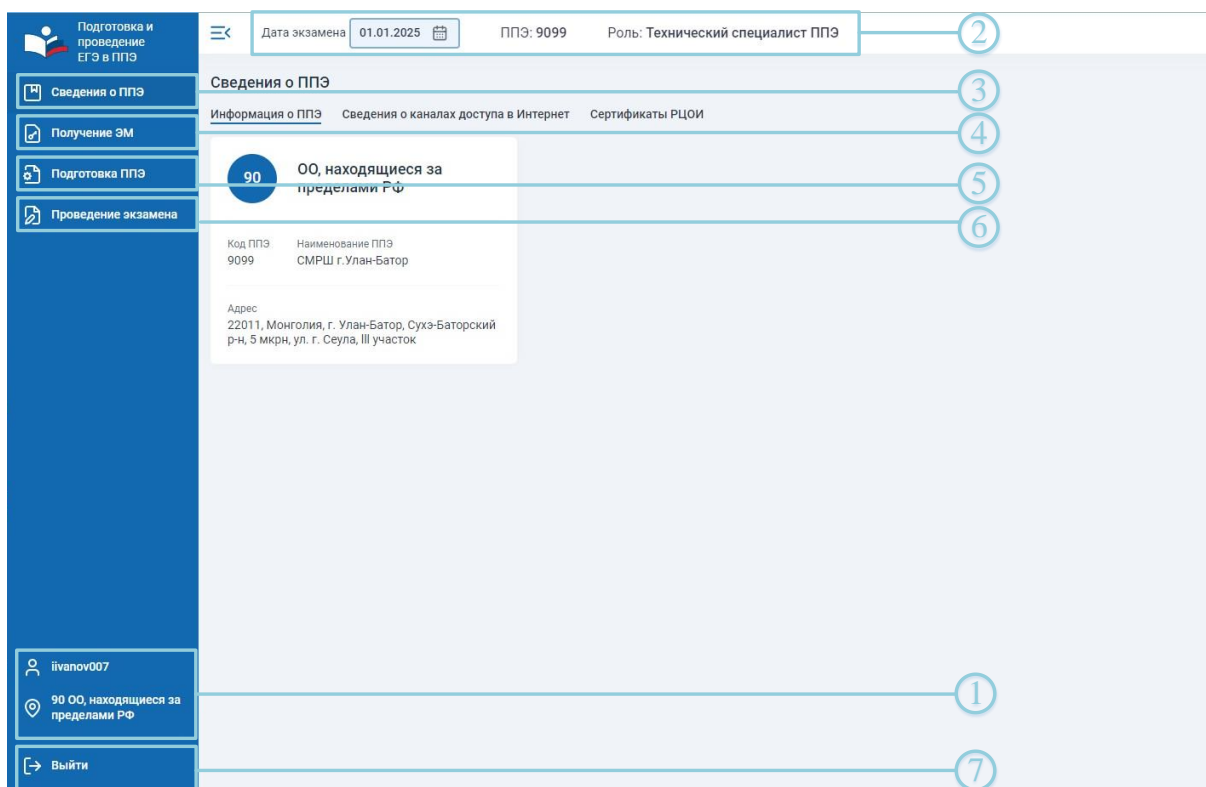 Подготовка и
проведение
ЕГЭ в ППЭ
Дата экзамена 01.01.2025 ППЭ: 9099 Роль: Технический специалист ППЭ
2
Сведения о ППЭ
3
Получение ЭМ
4
Подготовка ППЭ
5
Проведение экзамена
6
Сведения о ППЭ
Информация о ППЭ Сведения о каналах доступа в Интернет Сертификаты РЦОИ
90
ОО, находящиеся за
пределами РФ
Код ППЭ Наименование ППЭ
9099 СМРШ г.Улан-Батор
Адрес
22011, Монголия, г. Улан-Батор, Сухэ-Баторский
р-н, 5 мкрн, ул. г. Сеула, III участок
iivanov007
90 ОО, находящиеся за
пределами РФ
1
Выйти
7